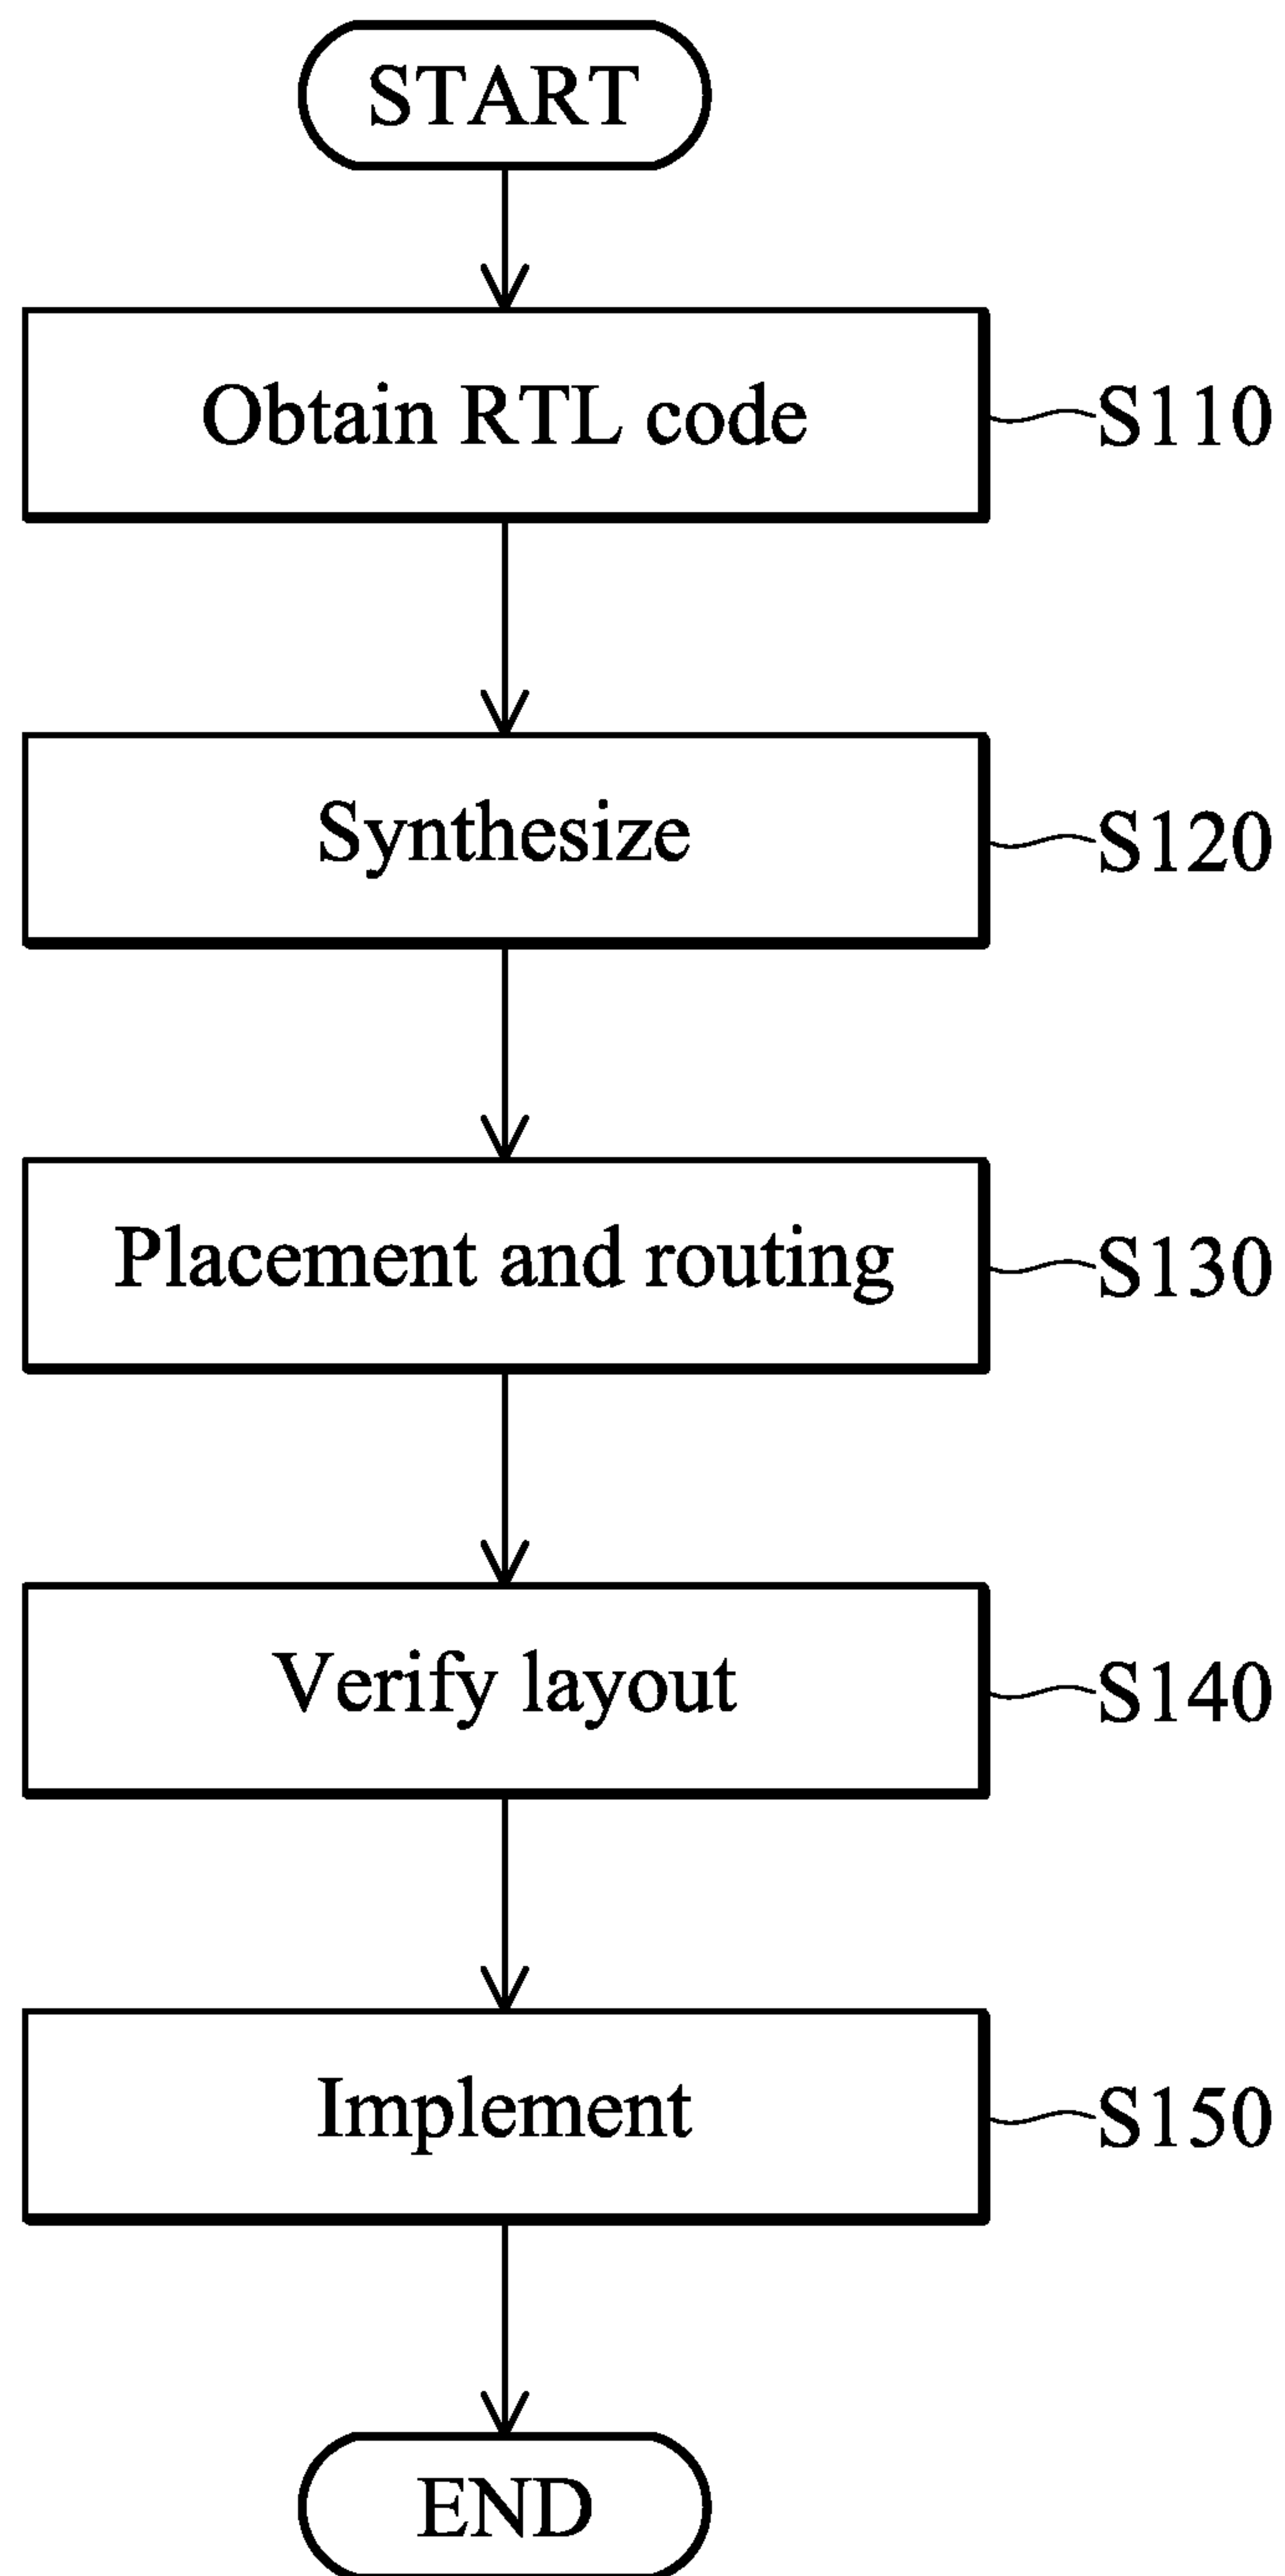 START
Obtain RTL code
S110
Synthesize
S120
Placement and routing
S130
Verify layout
S140
Implement
S150
END